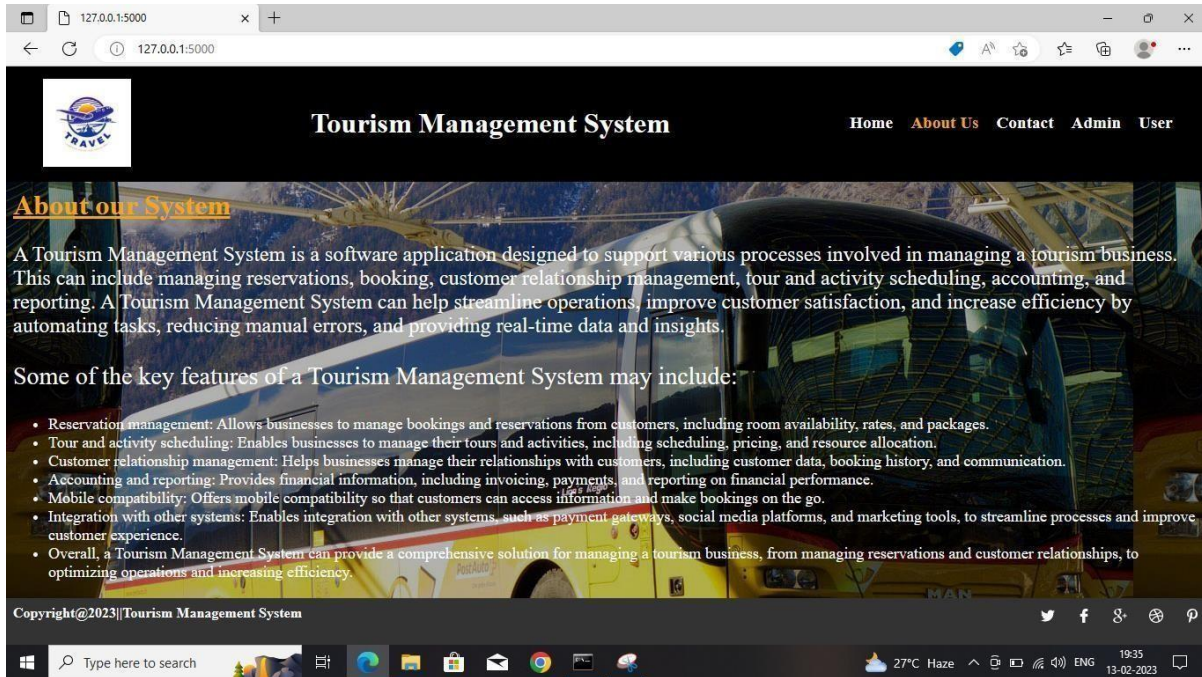 127.0.0.1:5000
127.0.0.1:5000
TRAVEL
Tourism Management System
Home About Us Contact Admin User
About our System
A Tourism Management System is a software application designed to support various processes involved in managing a tourism business.
This can include managing reservations, booking, customer relationship management, tour and activity scheduling, accounting, and
reporting. A Tourism Management System can help streamline operations, improve customer satisfaction, and increase efficiency by
automating tasks, reducing manual errors, and providing real-time data and insights.
Some of the key features of a Tourism Management System may include:
• Reservation management: Allows businesses to manage bookings and reservations from customers, including room availability, rates, and packages.
• Tour and activity scheduling: Enables businesses to manage their tours and activities, including scheduling, pricing, and resource allocation.
• Customer relationship management: Helps businesses manage their relationships with customers, including customer data, booking history, and communication.
• Accounting and reporting: Provides financial information, including invoicing, payments, and reporting on financial performance.
• Mobile compatibility: Offers mobile compatibility so that customers can access information and make bookings on the go.
• Integration with other systems: Enables integration with other systems, such as payment gateways, social media platforms, and marketing tools, to streamline processes and improve
customer experience.
• Overall, a Tourism Management System can provide a comprehensive solution for managing a tourism business, from managing reservations and customer relationships, to
optimizing operations and increasing efficiency.
PostAuto
MAN
Copyright@2023||Tourism Management System
Type here to search
27°C Haze
ENG
19:35
13-02-2023